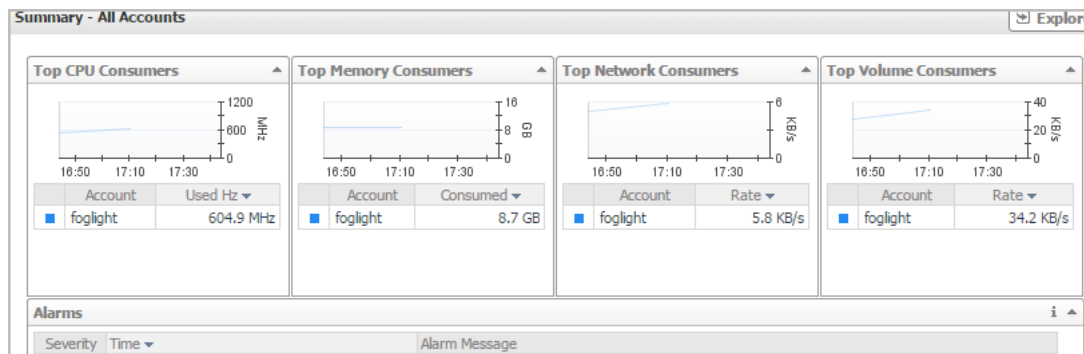 Summary - All Accounts
Explor
Top CPU Consumers
1200
600
0
MHz
16:50 17:10 17:30
Account Used Hz
foglight 604.9 MHz
Top Memory Consumers
16
8
0
GB
16:50 17:10 17:30
Account Consumed
foglight 8.7 GB
Top Network Consumers
6
0
KB/s
16:50 17:10 17:30
Account Rate
foglight 5.8 KB/s
Top Volume Consumers
40
20
0
KB/s
16:50 17:10 17:30
Account Rate
foglight 34.2 KB/s
Alarms i
Severity Time Alarm Message